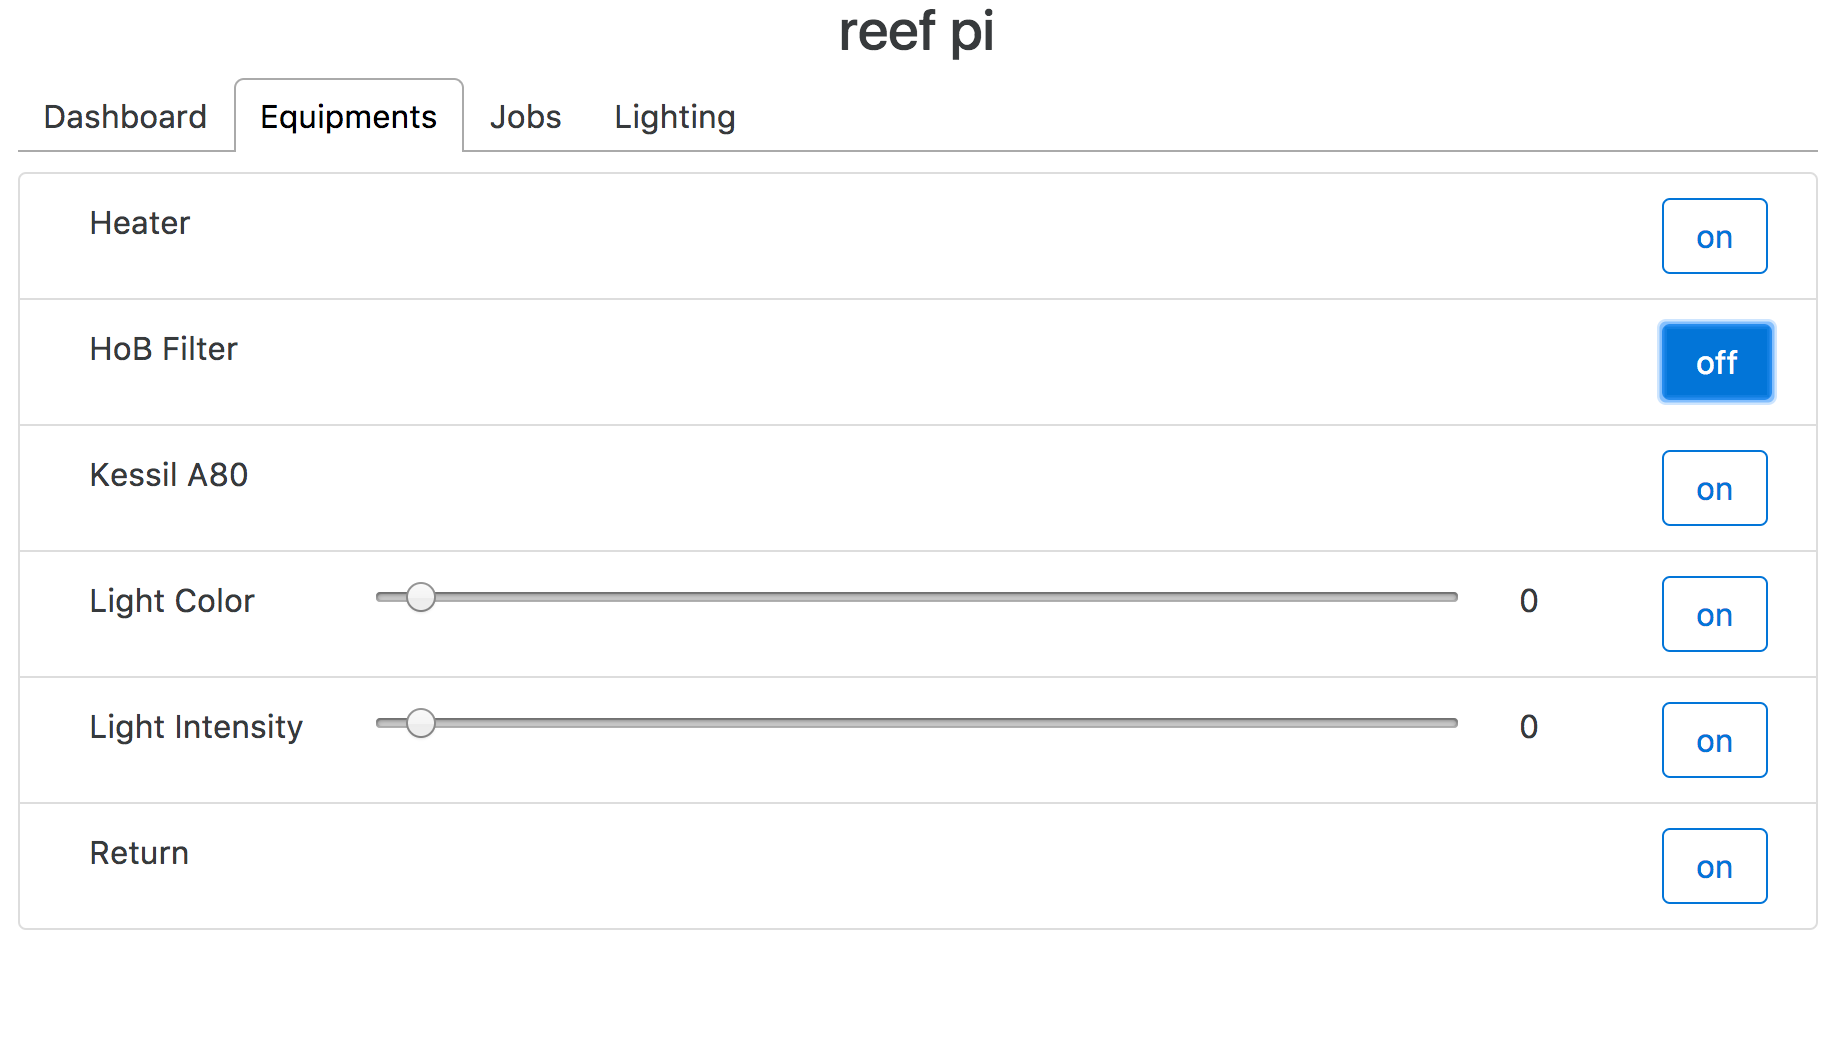 reef pi
Dashboard Equipments Jobs Lighting
Heater on
HoB Filter off
Kessil A80 on
Light Color 0 on
Light Intensity 0 on
Return on